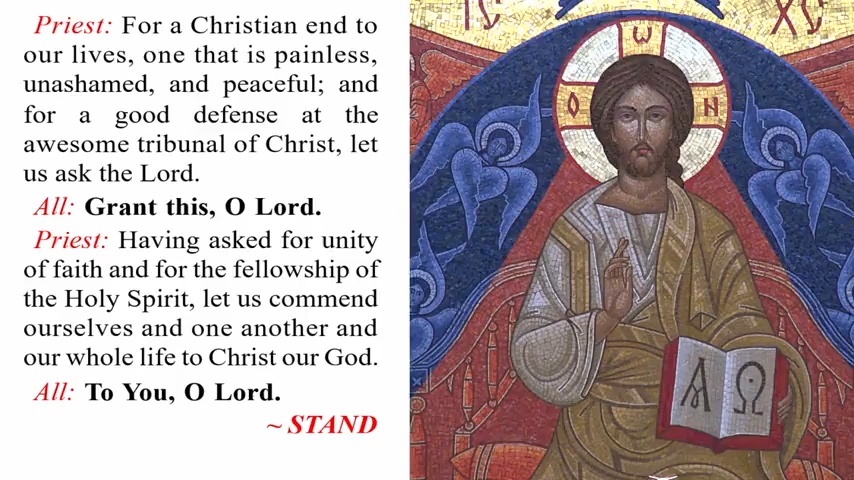 Priest: For a Christian end to
our lives, one that is painless,
unashamed, and peaceful; and
for a good defense at the
awesome tribunal of Christ, let
us ask the Lord.
All: Grant this, O Lord.
Priest: Having asked for unity
of faith and for the fellowship of
the Holy Spirit, let us commend
ourselves and one another and
our whole life to Christ our God.
All: To You, O Lord.
~ STAND
IC XC
ω
O N
A Ω